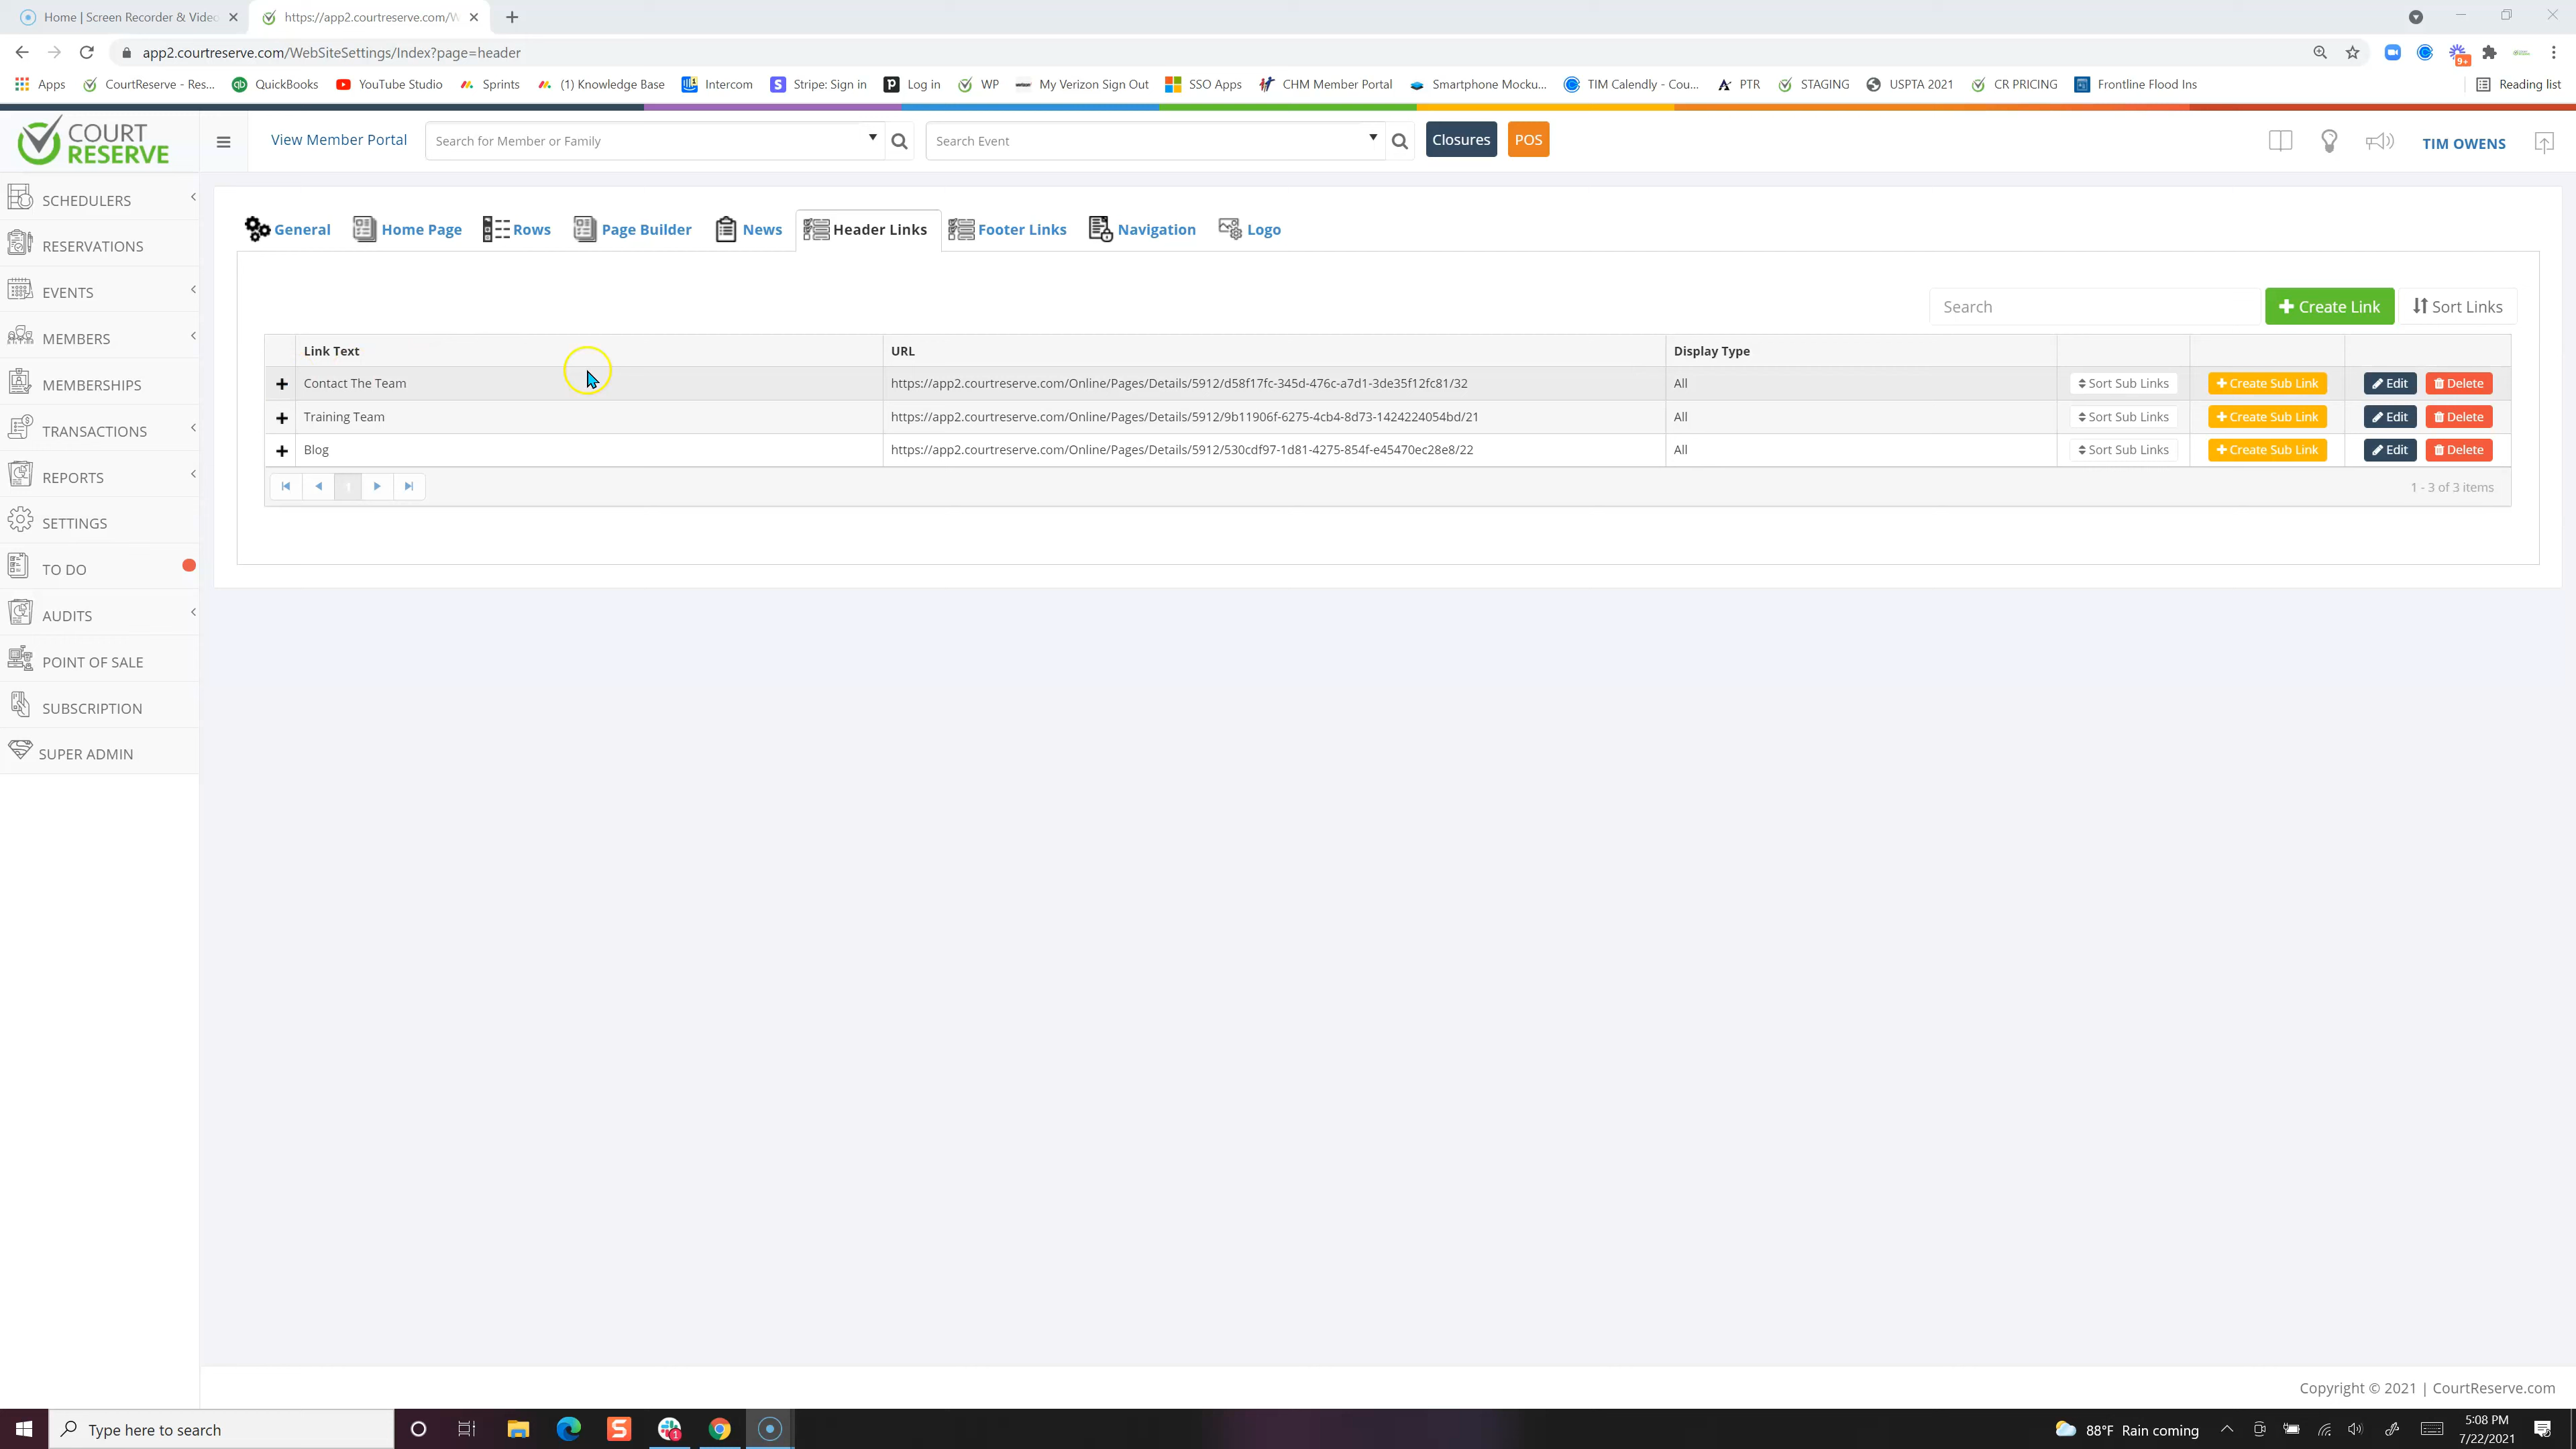 Home | Screen Recorder & Video
https://app2.courtreserve.com/W
app2.courtreserve.com/WebSiteSettings/Index?page=header
9+
Apps CourtReserve - Res... QuickBooks YouTube Studio Sprints (1) Knowledge Base Intercom Stripe: Sign in Log in WP My Verizon Sign Out SSO Apps CHM Member Portal Smartphone Mocku... TIM Calendly - Cou... PTR STAGING USPTA 2021 CR PRICING Frontline Flood Ins Reading list
COURT
RESERVE
View Member Portal Search for Member or Family Search Event Closures POS TIM OWENS
SCHEDULERS
RESERVATIONS
EVENTS
MEMBERS
MEMBERSHIPS
TRANSACTIONS
REPORTS
SETTINGS
TO DO
AUDITS
POINT OF SALE
SUBSCRIPTION
SUPER ADMIN
General Home Page Rows Page Builder News Header Links Footer Links Navigation Logo
Search Create Link Sort Links
Link Text URL Display Type
Contact The Team https://app2.courtreserve.com/Online/Pages/Details/5912/d58f17fc-345d-476c-a7d1-3de35f12fc81/32 All Sort Sub Links Create Sub Link Edit Delete
Training Team https://app2.courtreserve.com/Online/Pages/Details/5912/9b11906f-6275-4cb4-8d73-1424224054bd/21 All Sort Sub Links Create Sub Link Edit Delete
Blog https://app2.courtreserve.com/Online/Pages/Details/5912/530cdf97-1d81-4275-854f-e45470ec28e8/22 All Sort Sub Links Create Sub Link Edit Delete
1
1 - 3 of 3 items
Copyright © 2021 | CourtReserve.com
Type here to search
1
88°F Rain coming
5:08 PM
7/22/2021